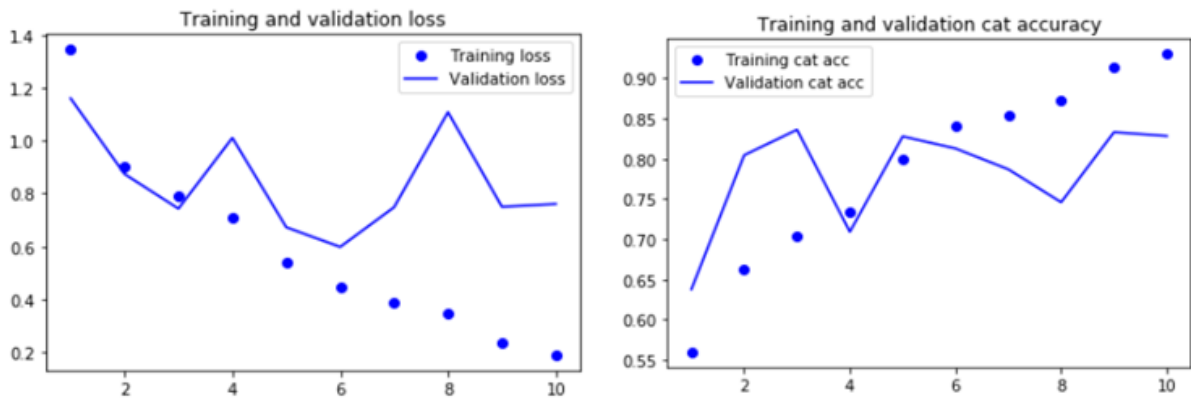 Training and validation loss
1.4
1.2
1.0
0.8
0.6
0.4
0.2
Training loss
Validation loss
2 4 6 8 10
Training and validation cat accuracy
0.90
0.85
0.80
0.75
0.70
0.65
0.60
0.55
Training cat acc
Validation cat acc
2 4 6 8 10